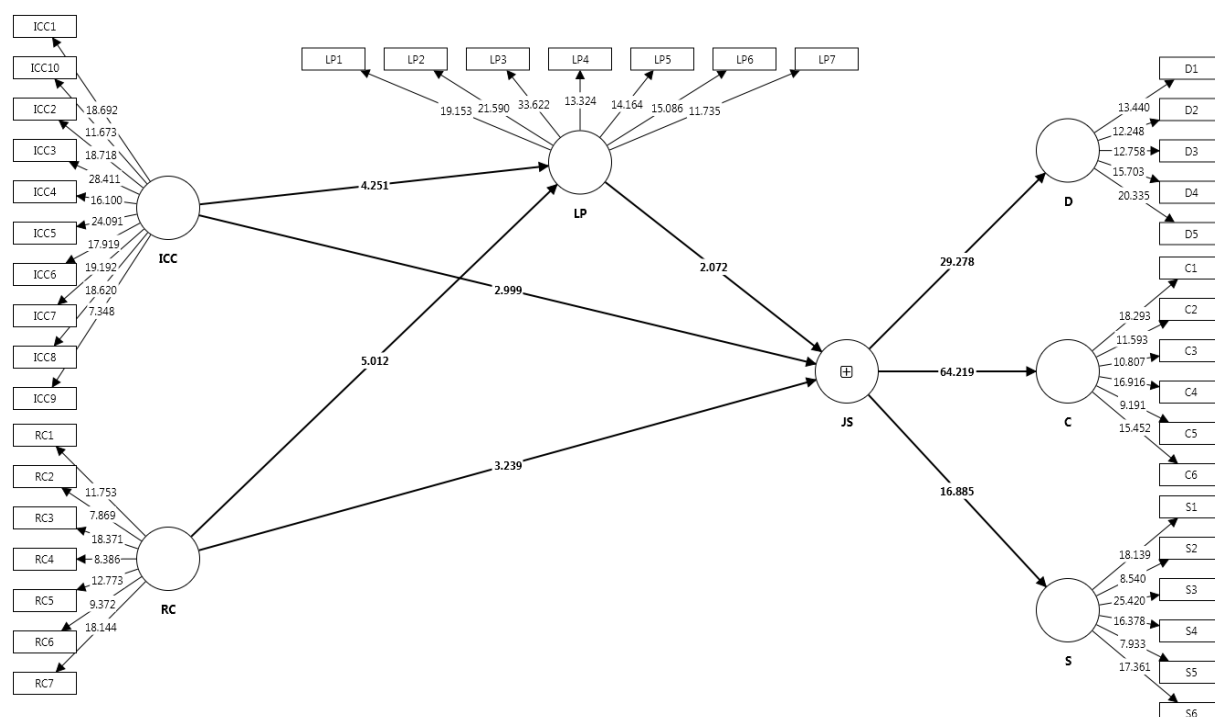 ICC1
ICC10
ICC2
ICC3
ICC4
ICC5
ICC6
ICC7
ICC8
ICC9
18.692
11.673
18.718
28.411
16.100
24.091
17.919
19.192
18.620
7.348
ICC
RC1
RC2
RC3
RC4
RC5
RC6
RC7
11.753
7.869
18.371
8.386
12.773
9.372
18.144
RC
LP1 LP2 LP3 LP4 LP5 LP6 LP7
19.153 21.590 33.622 13.324 14.164 15.086 11.735
LP
4.251
2.999
5.012
3.239
2.072
JS
29.278
64.219
16.885
D
13.440
12.248
12.758
15.703
20.335
D1
D2
D3
D4
D5
C
18.293
11.593
10.807
16.916
9.191
15.452
C1
C2
C3
C4
C5
C6
S
18.139
8.540
25.420
16.378
7.933
17.361
S1
S2
S3
S4
S5
S6